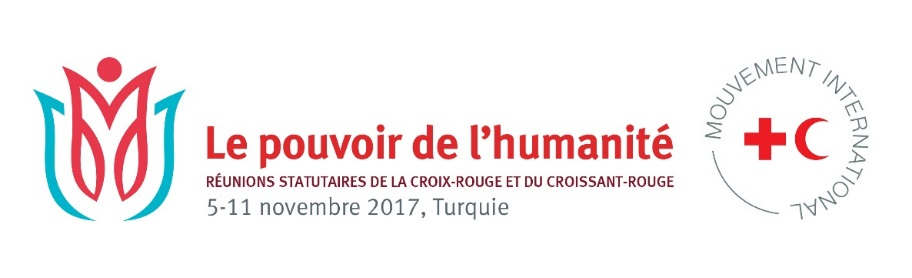 Le pouvoir de l'humanité
RÉUNIONS STATUTAIRES DE LA CROIX-ROUGE ET DU CROISSANT-ROUGE
5-11 novembre 2017, Turquie
MOUVEMENT INTERNATIONAL